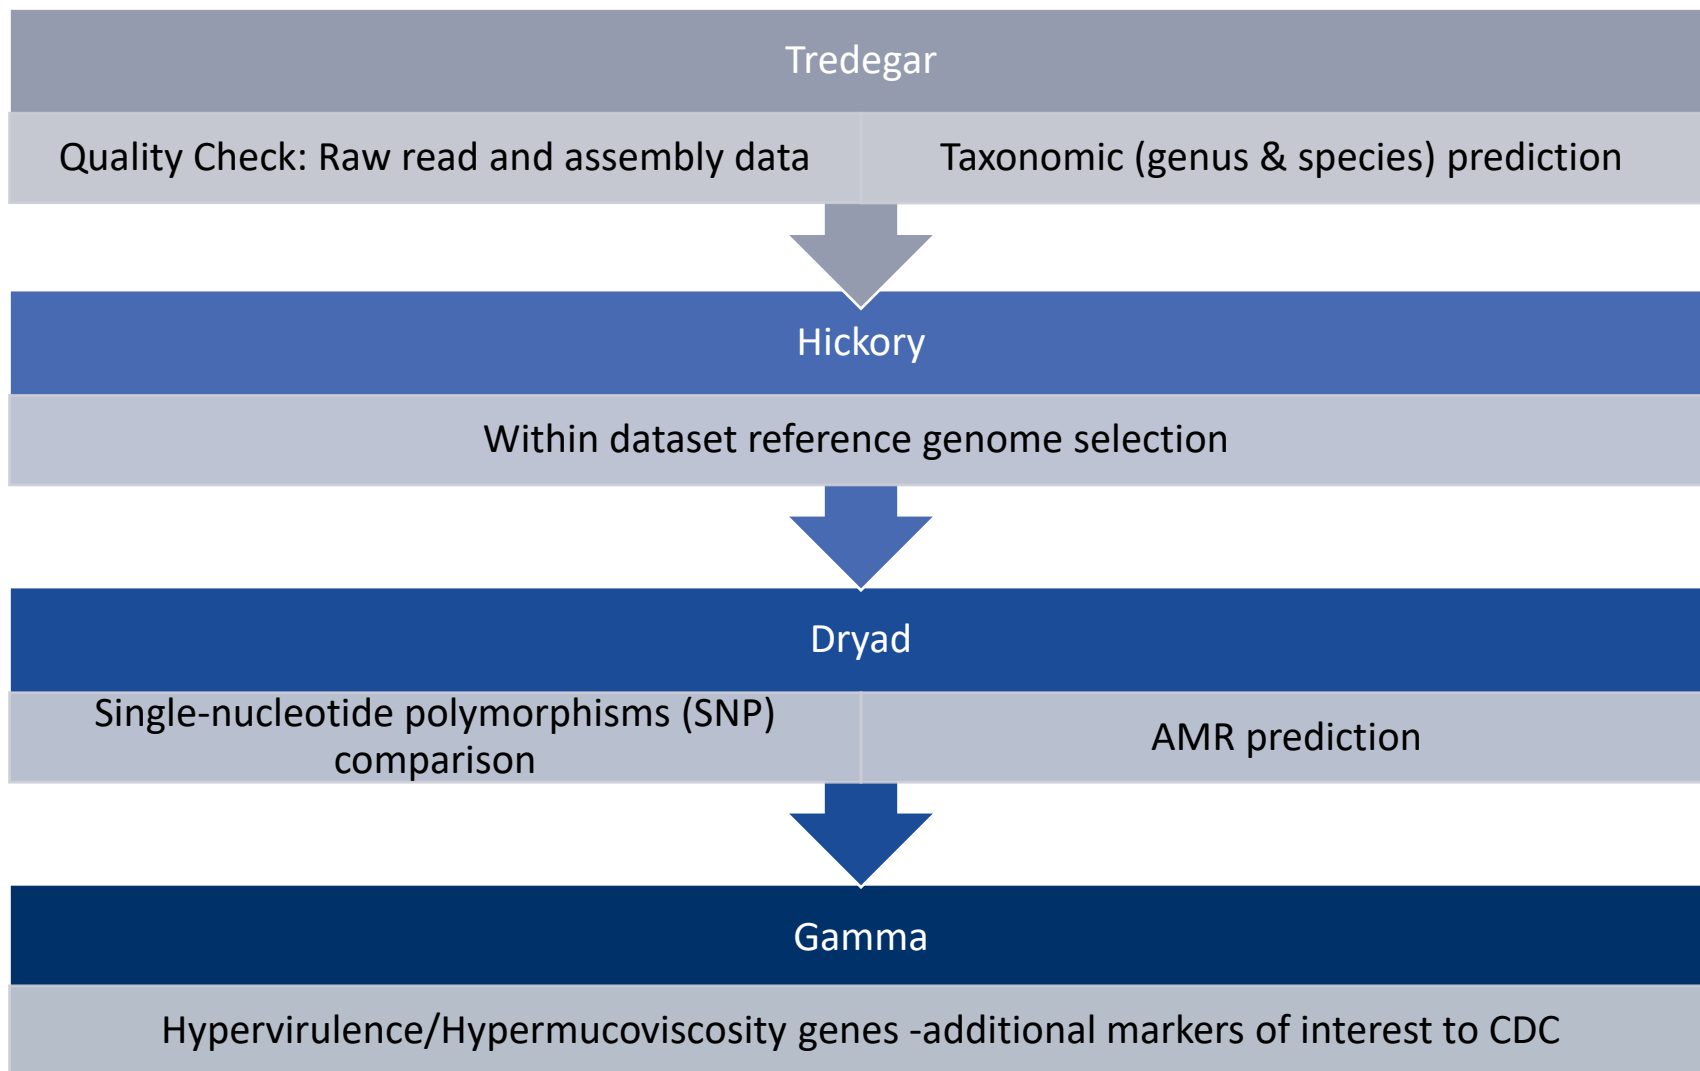 Tredegar
Quality Check: Raw read and assembly data
Taxonomic (genus & species) prediction
Hickory
Within dataset reference genome selection
Dryad
Single-nucleotide polymorphisms (SNP)
comparison
AMR prediction
Gamma
Hypervirulence/Hypermucoviscosity genes -additional markers of interest to CDC